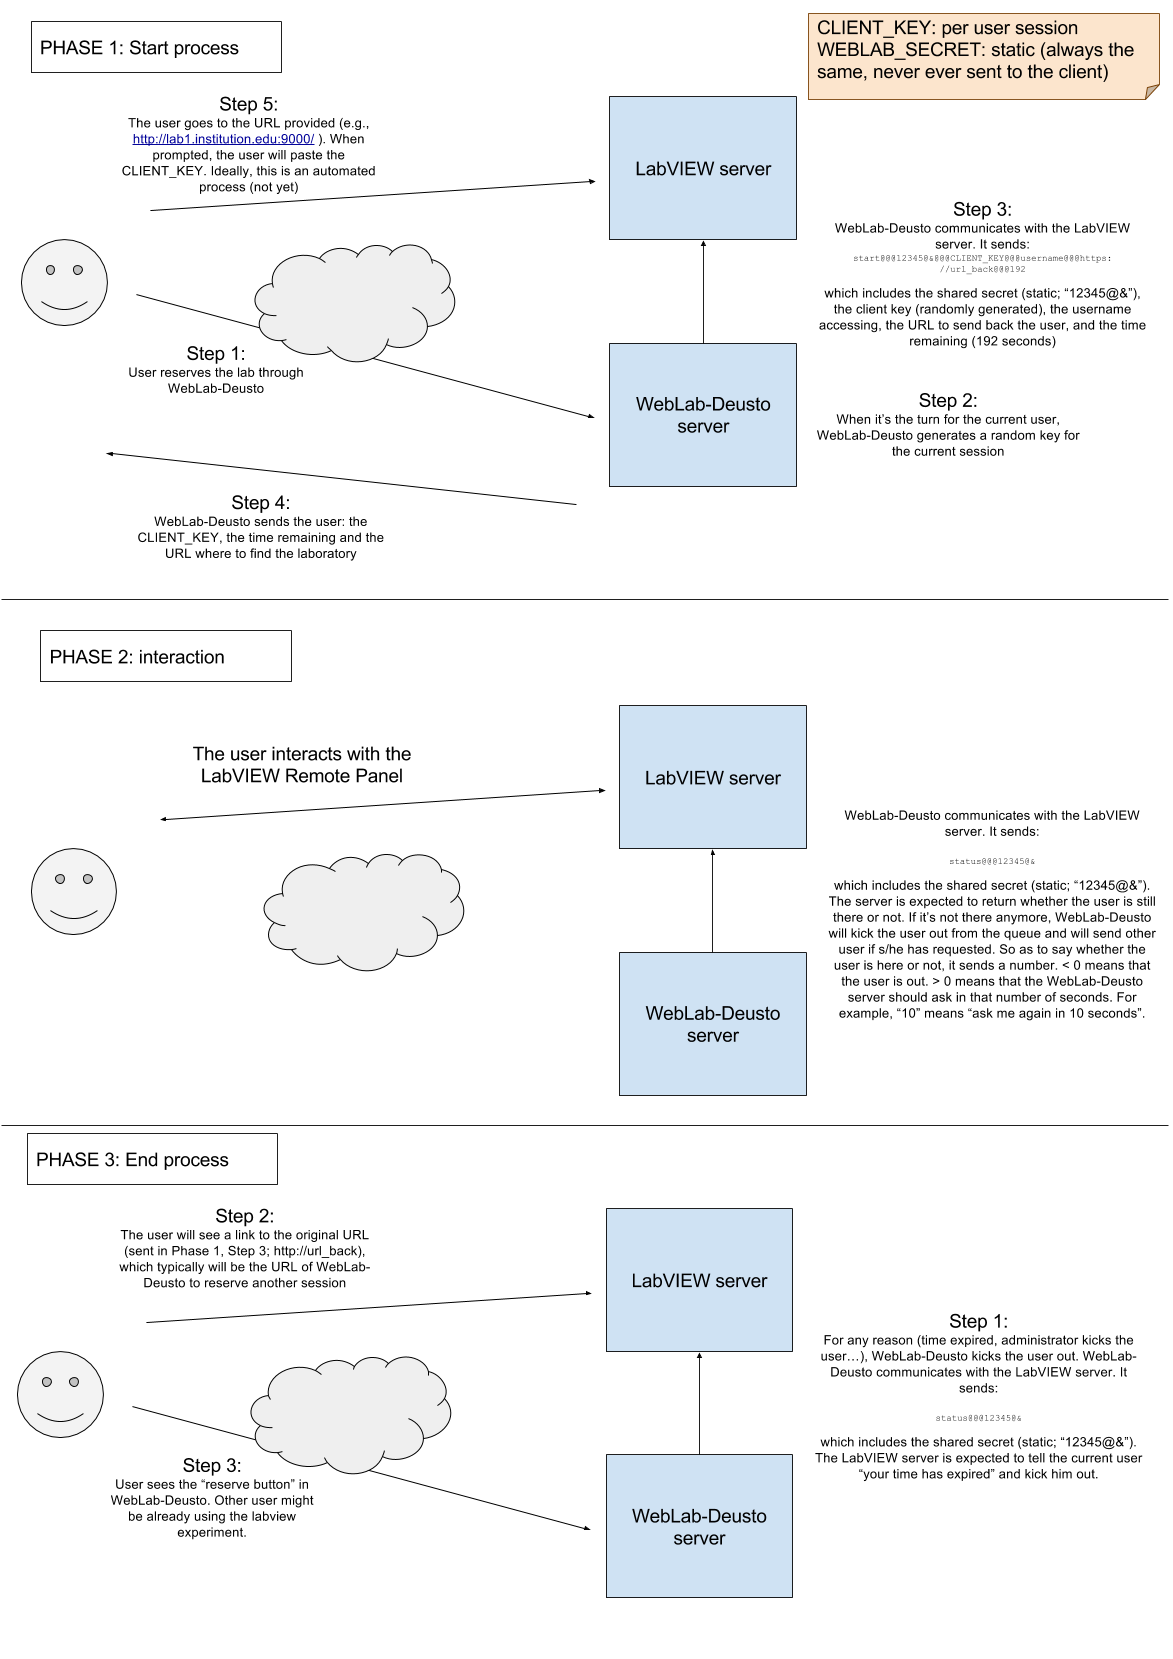 PHASE 1: Start process
CLIENT_KEY: per user session
WEBLAB_SECRET: static (always the
same, never ever sent to the client)
Step 5:
The user goes to the URL provided (e.g.,
http://lab1.institution.edu:9000/ ). When
prompted, the user will paste the
CLIENT_KEY. Ideally, this is an automated
process (not yet)
LabVIEW server
Step 3:
WebLab-Deusto communicates with the LabVIEW
server. It sends:
start@@@12345@&@@@CLIENT_KEY@@@username@@@https:
//url_back@@@192
which includes the shared secret (static; “12345@&”),
the client key (randomly generated), the username
accessing, the URL to send back the user, and the time
remaining (192 seconds)
Step 1:
User reserves the lab through
WebLab-Deusto
WebLab-Deusto
server
Step 2:
When it’s the turn for the current user,
WebLab-Deusto generates a random key for
the current session
Step 4:
WebLab-Deusto sends the user: the
CLIENT_KEY, the time remaining and the
URL where to find the laboratory
PHASE 2: interaction
The user interacts with the
LabVIEW Remote Panel
LabVIEW server
WebLab-Deusto communicates with the LabVIEW
server. It sends:
status@@@12345@&
which includes the shared secret (static; “12345@&”).
The server is expected to return whether the user is still
there or not. If it’s not there anymore, WebLab-Deusto
will kick the user out from the queue and will send other
user if s/he has requested. So as to say whether the
user is here or not, it sends a number. < 0 means that
the user is out. > 0 means that the WebLab-Deusto
server should ask in that number of seconds. For
example, “10” means “ask me again in 10 seconds”.
WebLab-Deusto
server
PHASE 3: End process
Step 2:
The user will see a link to the original URL
(sent in Phase 1, Step 3; http://url_back),
which typically will be the URL of WebLab-
Deusto to reserve another session
LabVIEW server
Step 1:
For any reason (time expired, administrator kicks the
user…), WebLab-Deusto kicks the user out. WebLab-
Deusto communicates with the LabVIEW server. It
sends:
status@@@12345@&
which includes the shared secret (static; “12345@&”).
The LabVIEW server is expected to tell the current user
“your time has expired” and kick him out.
Step 3:
User sees the “reserve button” in
WebLab-Deusto. Other user might
be already using the labview
experiment.
WebLab-Deusto
server